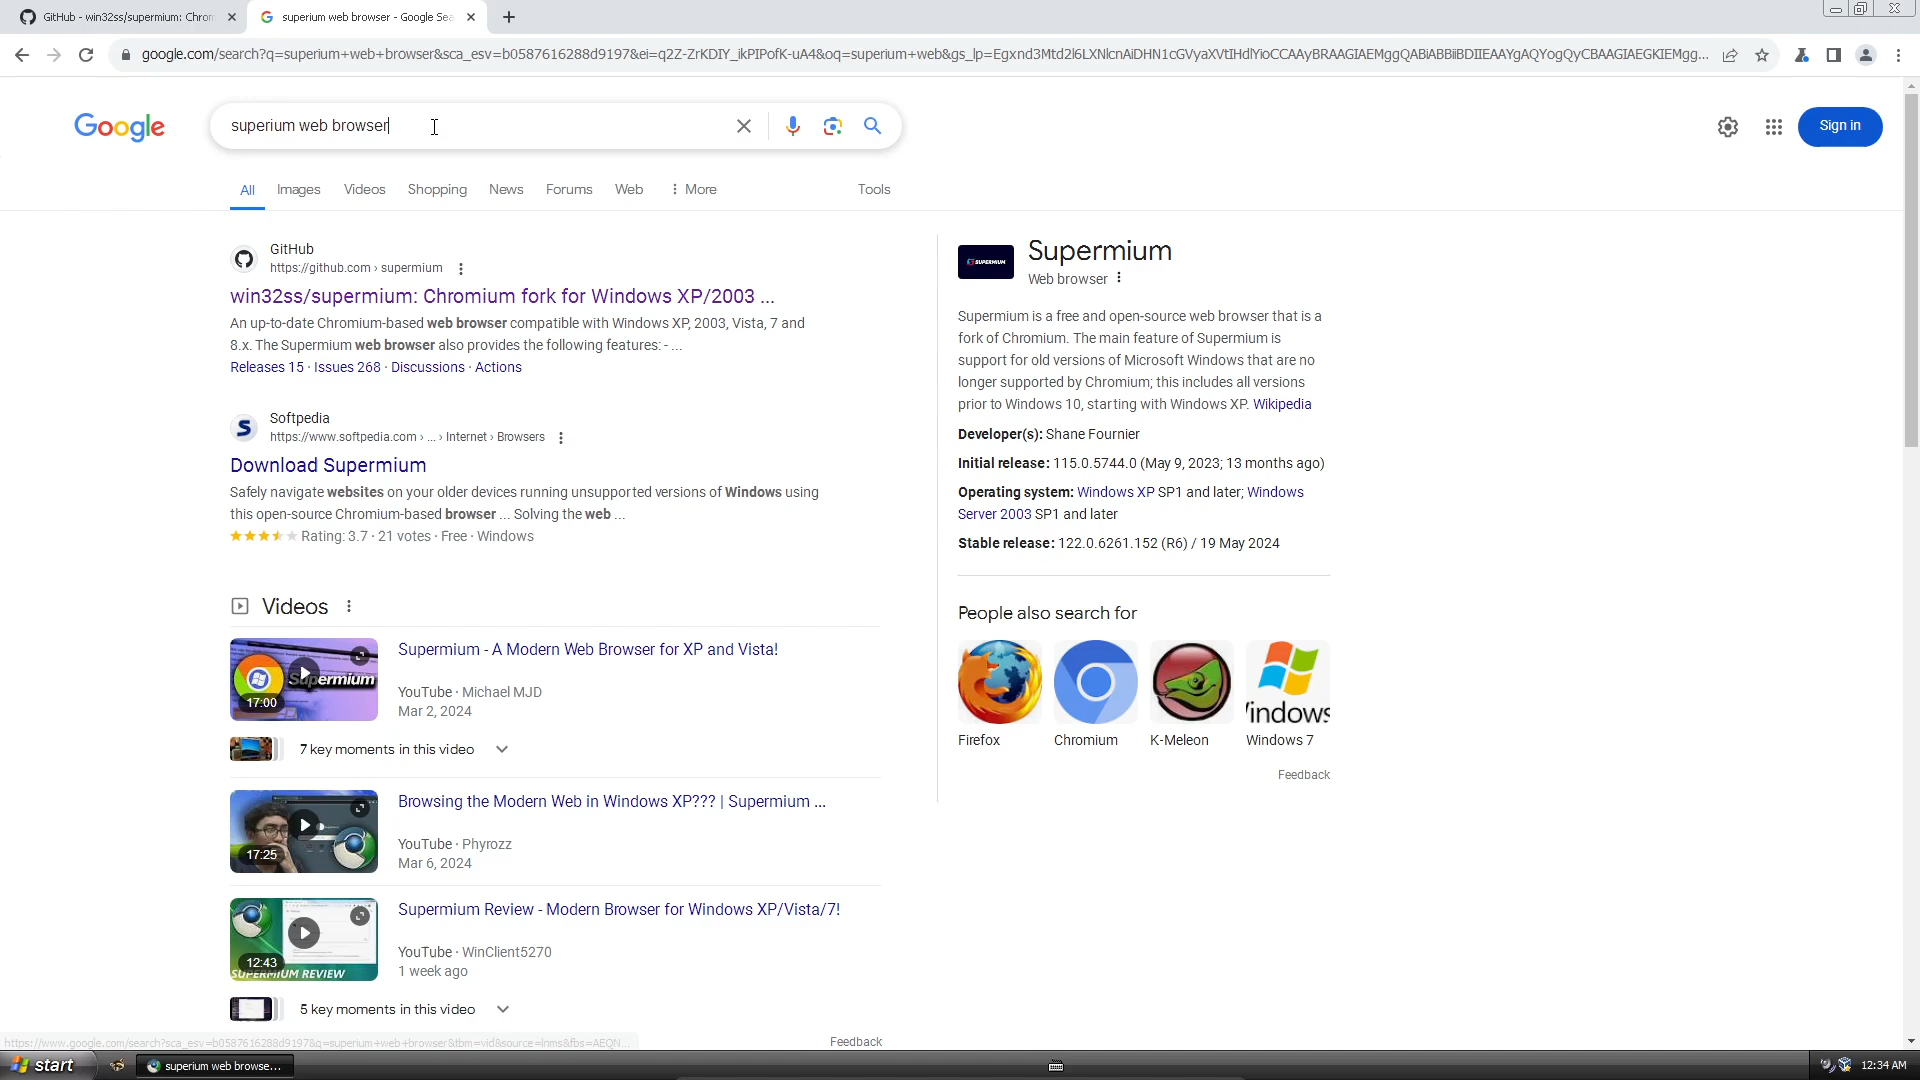 GitHub - win32ss/supermium: Chrom
superium web browser - Google Sea
google.com/search?q=superium+web+browser&sca_esv=b0587616288d9197&ei=q2Z-ZrKDIY_ikPIPofK-uA4&oq=superium+web&gs_lp=Egxnd3Mtd2l6LXNlcnAiDHN1cGVyaXVtIHdlYioCCAAyBRAAGIAEMggQABiABBiiBDIIEAAYgAQYogQyCBAAGIAEGKIEMgg...
Google
superium web browser
Sign in
All Images Videos Shopping News Forums Web More Tools
GitHub
https://github.com › supermium
win32ss/supermium: Chromium fork for Windows XP/2003 ...
An up-to-date Chromium-based web browser compatible with Windows XP, 2003, Vista, 7 and
8.x. The Supermium web browser also provides the following features: - ...
Releases 15 · Issues 268 · Discussions · Actions
Softpedia
https://www.softpedia.com › ... › Internet › Browsers
Download Supermium
Safely navigate websites on your older devices running unsupported versions of Windows using
this open-source Chromium-based browser ... Solving the web ...
Rating: 3.7 · 21 votes · Free · Windows
Videos
Supermium
17:00
Supermium - A Modern Web Browser for XP and Vista!
YouTube · Michael MJD
Mar 2, 2024
7 key moments in this video
17:25
Browsing the Modern Web in Windows XP??? | Supermium ...
YouTube · Phyrozz
Mar 6, 2024
12:43
SUPERMIUM REVIEW
Supermium Review - Modern Browser for Windows XP/Vista/7!
YouTube · WinClient5270
1 week ago
5 key moments in this video
Feedback
SUPERMIUM
Supermium
Web browser
Supermium is a free and open-source web browser that is a
fork of Chromium. The main feature of Supermium is
support for old versions of Microsoft Windows that are no
longer supported by Chromium; this includes all versions
prior to Windows 10, starting with Windows XP. Wikipedia
Developer(s): Shane Fournier
Initial release: 115.0.5744.0 (May 9, 2023; 13 months ago)
Operating system: Windows XP SP1 and later; Windows
Server 2003 SP1 and later
Stable release: 122.0.6261.152 (R6) / 19 May 2024
People also search for
Firefox
Chromium
K-Meleon
Windows 7
Feedback
https://www.google.com/search?sca_esv=b0587616288d9197&q=superium+web+browser&tbm=vid&source=lnms&fbs=AEQN...
start
superium web browse...
12:34 AM